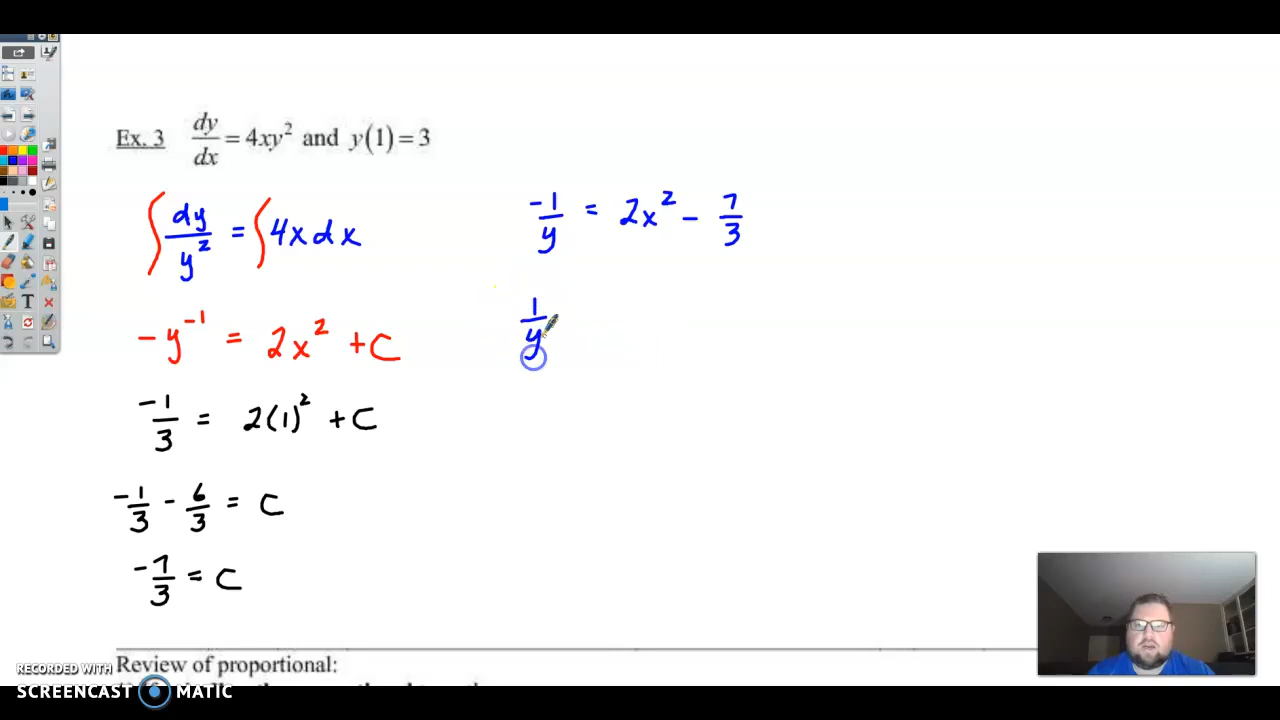 Ex. 3 dy/dx = 4xy² and y(1) = 3
∫ dy/y² = ∫ 4x dx
- y⁻¹ = 2x² + C
-1/3 = 2(1)² + C
-1/3 - 6/3 = C
-7/3 = C
-1/y = 2x² - 7/3
1/y
Review of proportional:
RECORDED WITH
SCREENCAST MATIC